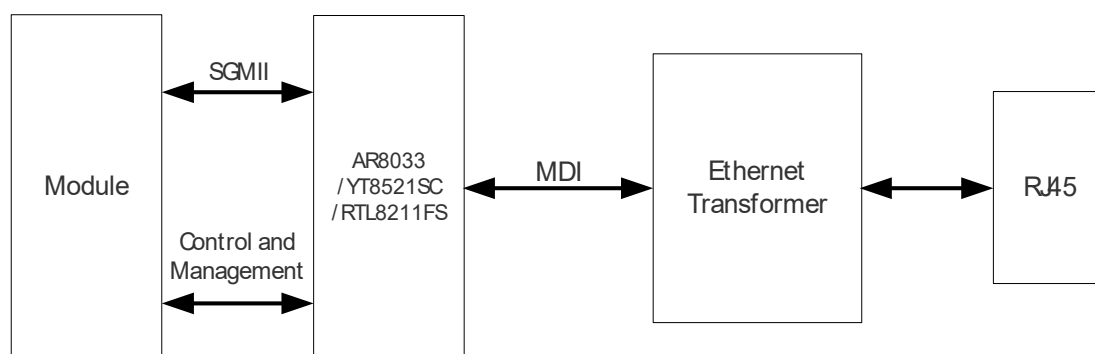 Module
SGMII
Control and
Management
AR8033
/YT8521SC
/RTL8211FS
MDI
Ethernet
Transformer
RJ45